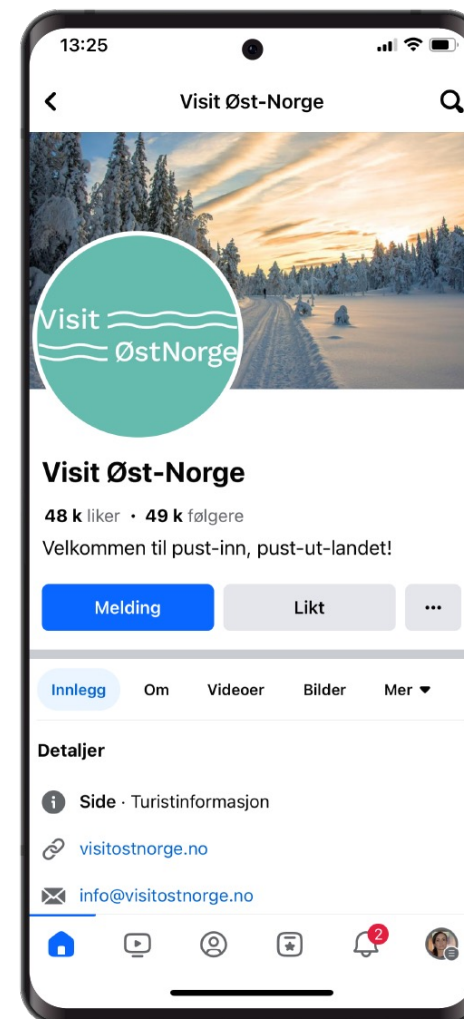 13:25
Visit Øst-Norge
Visit
ØstNorge
Visit Øst-Norge
48 k liker · 49 k følgere
Velkommen til pust-inn, pust-ut-landet!
Melding Likt ...
Innlegg Om Videoer Bilder Mer
Detaljer
Side · Turistinformasjon
visitostnorge.no
info@visitostnorge.no
2